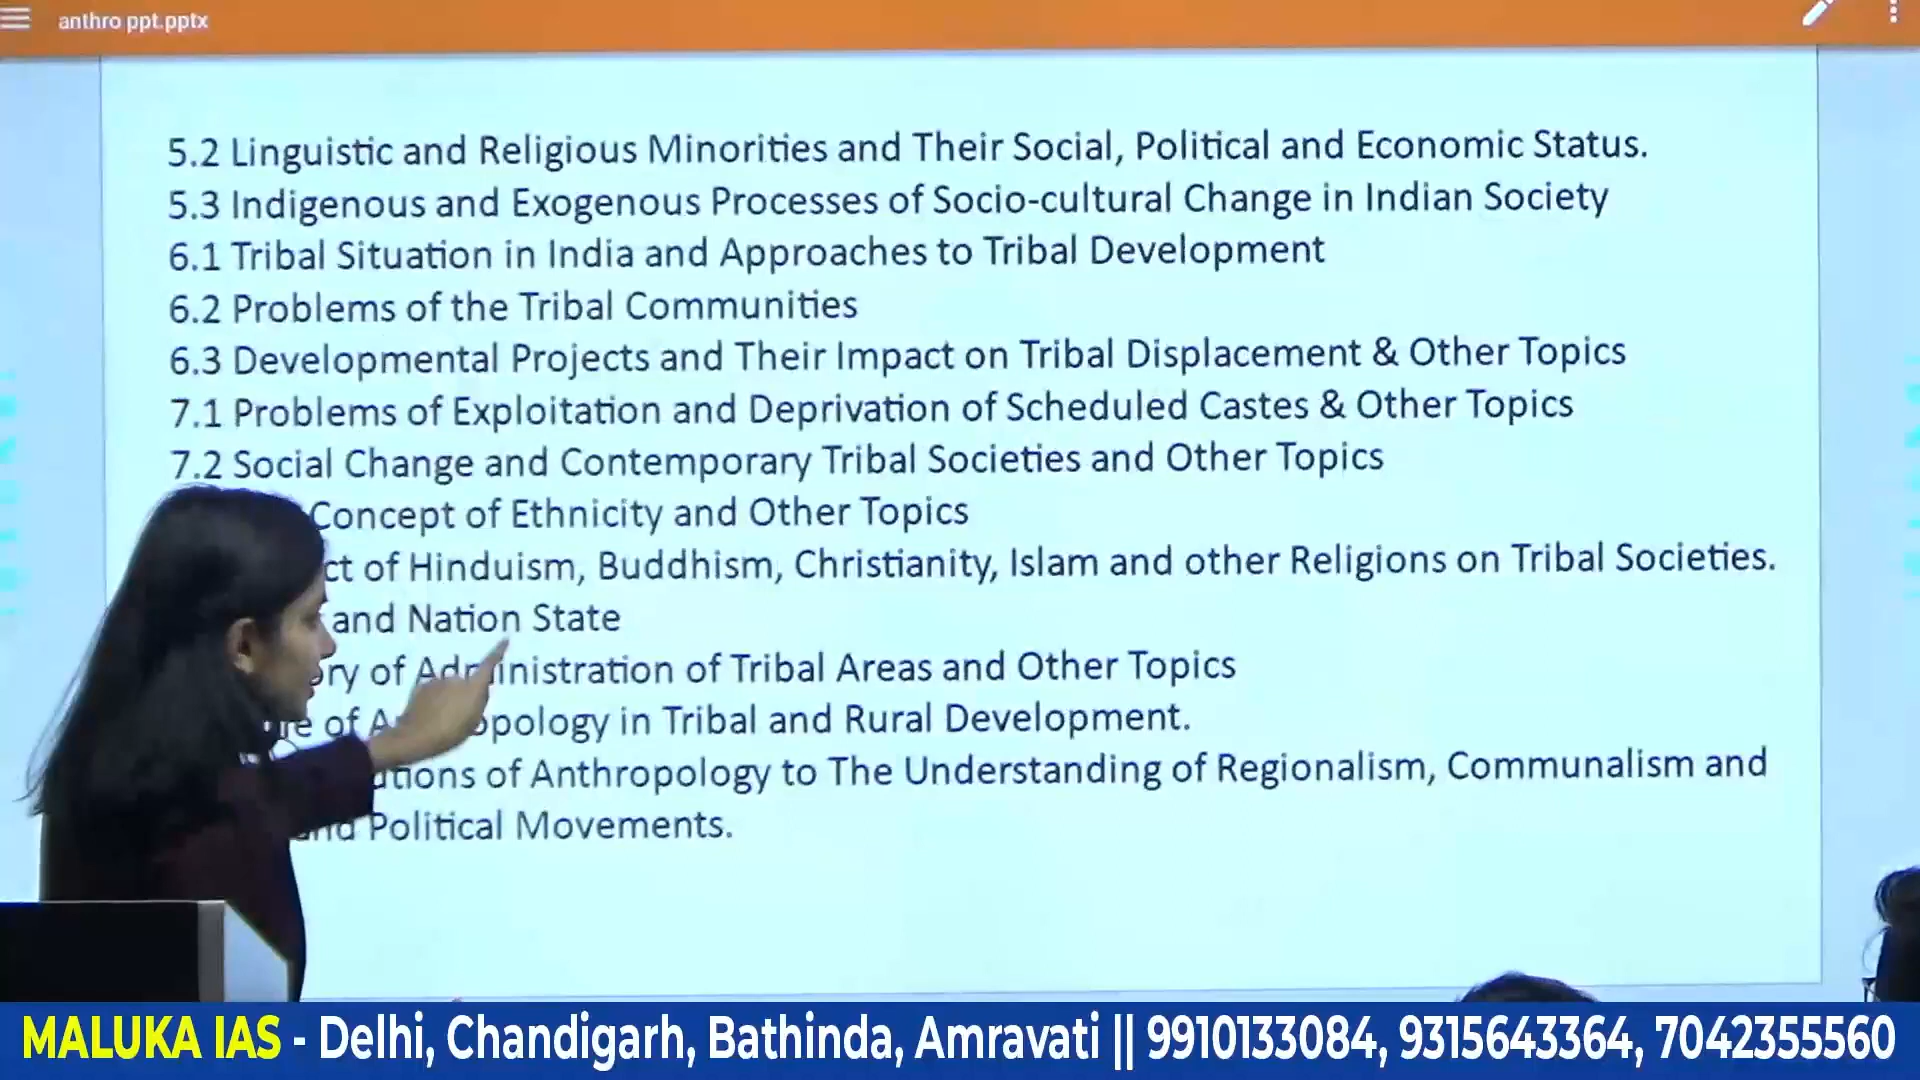 anthro ppt.pptx
5.2 Linguistic and Religious Minorities and Their Social, Political and Economic Status.
5.3 Indigenous and Exogenous Processes of Socio-cultural Change in Indian Society
6.1 Tribal Situation in India and Approaches to Tribal Development
6.2 Problems of the Tribal Communities
6.3 Developmental Projects and Their Impact on Tribal Displacement & Other Topics
7.1 Problems of Exploitation and Deprivation of Scheduled Castes & Other Topics
7.2 Social Change and Contemporary Tribal Societies and Other Topics
Concept of Ethnicity and Other Topics
of Hinduism, Buddhism, Christianity, Islam and other Religions on Tribal Societies.
and Nation State
of Administration of Tribal Areas and Other Topics
of Anthropology in Tribal and Rural Development.
of Anthropology to The Understanding of Regionalism, Communalism and
and Political Movements.
MALUKA IAS - Delhi, Chandigarh, Bathinda, Amravati || 9910133084, 9315643364, 7042355560